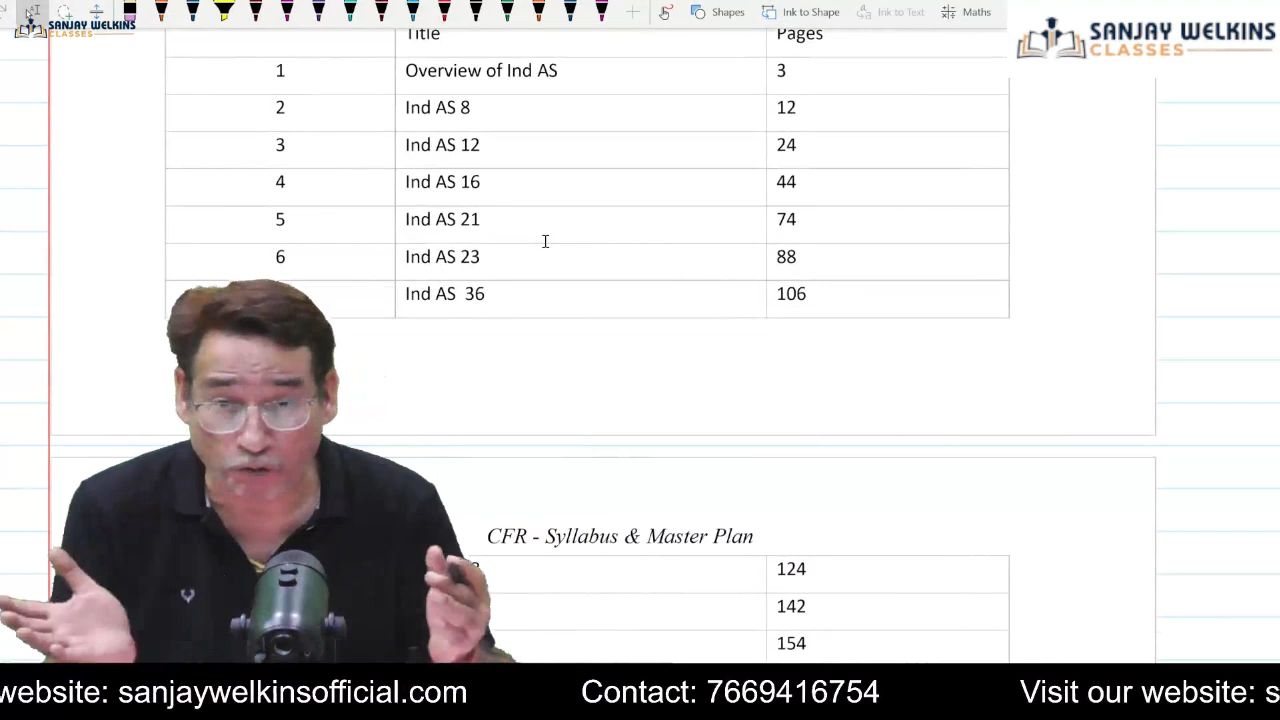 Shapes Ink to Shape Ink to Text Maths
SANJAY WELKINS
CLASSES
SANJAY WELKINS
CLASSES
Title Pages
1 Overview of Ind AS 3
2 Ind AS 8 12
3 Ind AS 12 24
4 Ind AS 16 44
5 Ind AS 21 74
6 Ind AS 23 88
Ind AS 36 106
CFR - Syllabus & Master Plan
124
142
154
website: sanjaywelkinsofficial.com Contact: 7669416754 Visit our website: s